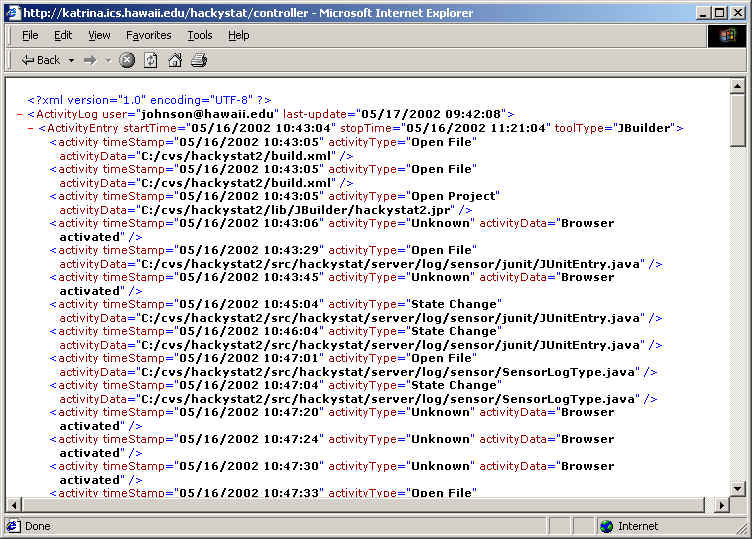 http://katrina.ics.hawaii.edu/hackystat/controller - Microsoft Internet Explorer
File Edit View Favorites Tools Help
Back
<?xml version="1.0" encoding="UTF-8" ?>
- <ActivityLog user="johnson@hawaii.edu" last-update="05/17/2002 09:42:08">
- <ActivityEntry startTime="05/16/2002 10:43:04" stopTime="05/16/2002 11:21:04" toolType="JBuilder">
<activity timeStamp="05/16/2002 10:43:05" activityType="Open File"
activityData="C:/cvs/hackystat2/build.xml" />
<activity timeStamp="05/16/2002 10:43:05" activityType="Open File"
activityData="C:/cvs/hackystat2/build.xml" />
<activity timeStamp="05/16/2002 10:43:05" activityType="Open Project"
activityData="C:/cvs/hackystat2/lib/JBuilder/hackystat2.jpr" />
<activity timeStamp="05/16/2002 10:43:06" activityType="Unknown" activityData="Browser
activated" />
<activity timeStamp="05/16/2002 10:43:29" activityType="Open File"
activityData="C:/cvs/hackystat2/src/hackystat/server/log/sensor/junit/JUnitEntry.java" />
<activity timeStamp="05/16/2002 10:43:45" activityType="Unknown" activityData="Browser
activated" />
<activity timeStamp="05/16/2002 10:45:04" activityType="State Change"
activityData="C:/cvs/hackystat2/src/hackystat/server/log/sensor/junit/JUnitEntry.java" />
<activity timeStamp="05/16/2002 10:46:04" activityType="State Change"
activityData="C:/cvs/hackystat2/src/hackystat/server/log/sensor/junit/JUnitEntry.java" />
<activity timeStamp="05/16/2002 10:47:01" activityType="Open File"
activityData="C:/cvs/hackystat2/src/hackystat/server/log/sensor/SensorLogType.java" />
<activity timeStamp="05/16/2002 10:47:04" activityType="State Change"
activityData="C:/cvs/hackystat2/src/hackystat/server/log/sensor/SensorLogType.java" />
<activity timeStamp="05/16/2002 10:47:20" activityType="Unknown" activityData="Browser
activated" />
<activity timeStamp="05/16/2002 10:47:24" activityType="Unknown" activityData="Browser
activated" />
<activity timeStamp="05/16/2002 10:47:30" activityType="Unknown" activityData="Browser
activated" />
<activity timeStamp="05/16/2002 10:47:33" activityType="Open File"
Done Internet